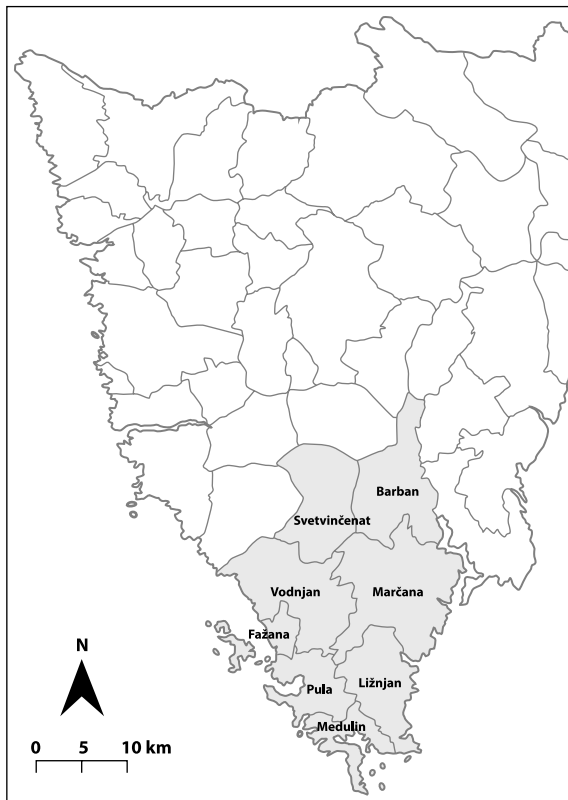 Barban
Svetvinčenat
Vodnjan
Marčana
Fažana
N
Pula
Ližnjan
Medulin
0 5 10 km